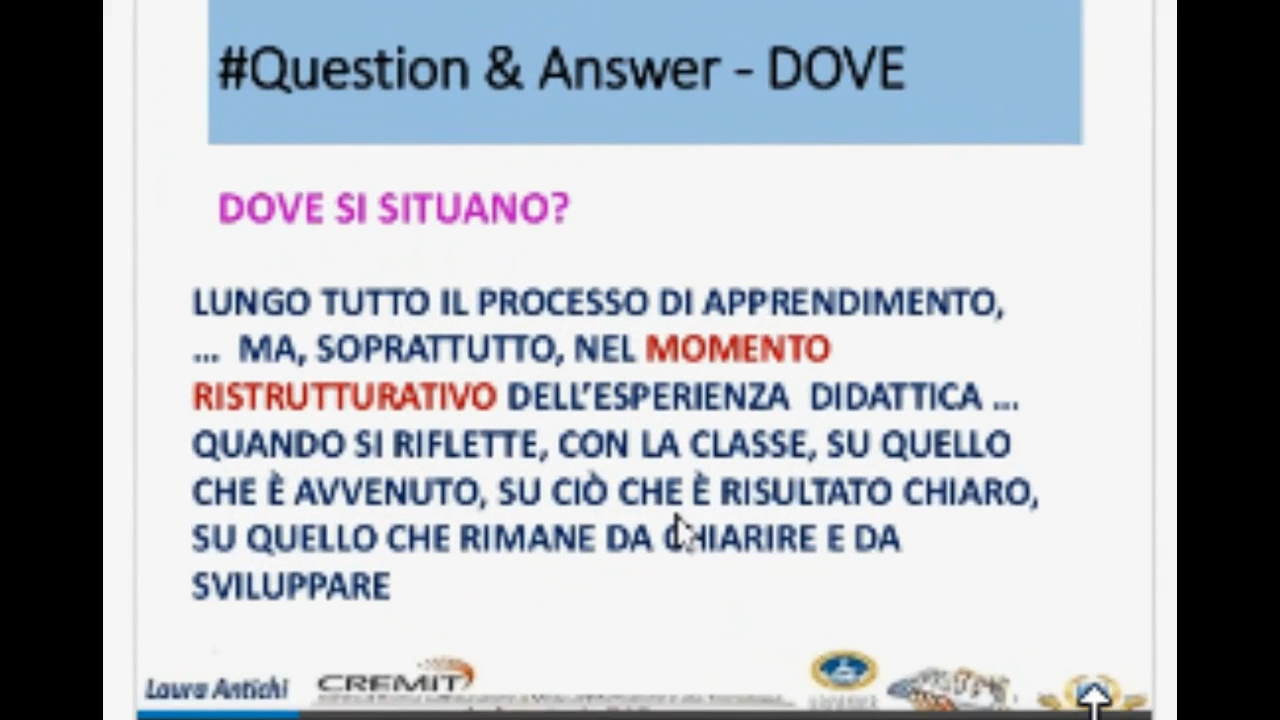 #Question & Answer - DOVE
DOVE SI SITUANO?
LUNGO TUTTO IL PROCESSO DI APPRENDIMENTO,
... MA, SOPRATTUTTO, NEL MOMENTO
RISTRUTTURATIVO DELL'ESPERIENZA DIDATTICA ...
QUANDO SI RIFLETTE, CON LA CLASSE, SU QUELLO
CHE È AVVENUTO, SU CIÒ CHE È RISULTATO CHIARO,
SU QUELLO CHE RIMANE DA CHIARIRE E DA
SVILUPPARE
Laura Antichi CREMIT